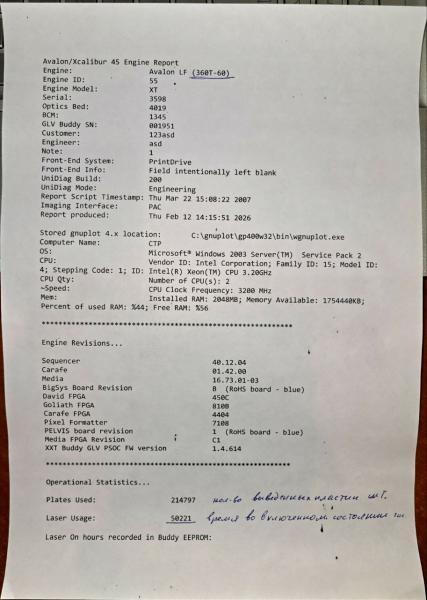 Avalon/Xcalibur 45 Engine Report
Engine: Avalon LF (360T-60)
Engine ID: 55
Engine Model: XT
Serial: 3598
Optics Bed: 4019
BCM: 1345
GLV Buddy SN: 001951
Customer: 123asd
Engineer: asd
Note: 1
Front-End System: PrintDrive
Front-End Info: Field intentionally left blank
UniDiag Build: 200
UniDiag Mode: Engineering
Report Script Timestamp: Thu Mar 22 15:08:22 2007
Imaging Interface: PAC
Report produced: Thu Feb 12 14:15:51 2026
Stored gnuplot 4.x location: C:\gnuplot\gp400w32\bin\wgnuplot.exe
Computer Name: CTP
OS: Microsoft® Windows 2003 Server(TM) Service Pack 2
CPU: Vendor ID: Intel Corporation; Family ID: 15; Model ID:
4; Stepping Code: 1; ID: Intel(R) Xeon(TM) CPU 3.20GHz
CPU Qty: Number of CPU(s): 2
~Speed: CPU Clock Frequency: 3200 MHz
Mem: Installed RAM: 2048MB; Memory Available: 1754440KB;
Percent of used RAM: %44; Free RAM: %56
************************************************************
Engine Revisions...
Sequencer 40.12.04
Carafe 01.42.00
Media 16.73.01-03
BigSys Board Revision B (RoHS board - blue)
David FPGA 450C
Goliath FPGA 810B
Carafe FPGA 4404
Pixel Formatter 7108
PELVIS board revision 1 (RoHS board - blue)
Media FPGA Revision C1
XXT Buddy GLV PSOC FW version 1.4.614
************************************************************
Operational Statistics...
Plates Used: 214797 кол-во выведенных пластин шт.
Laser Usage: 50221 время во включенном состоянии
Laser On hours recorded in Buddy EEPROM: